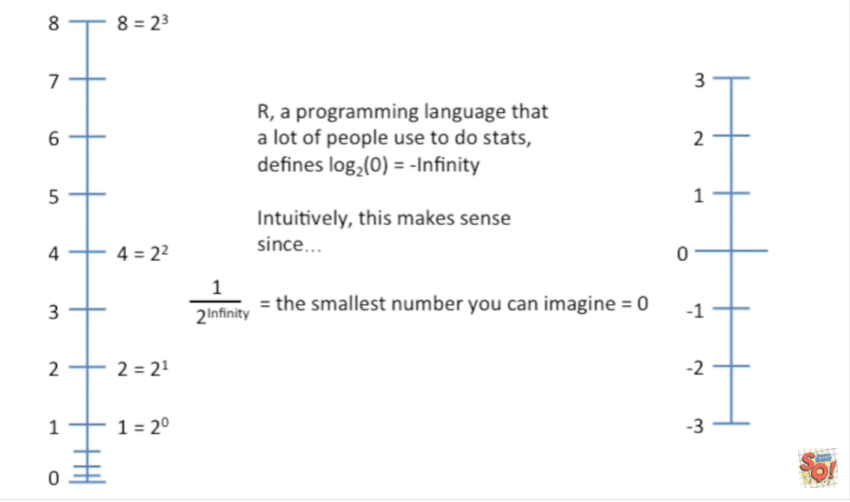 8
8 = 2³
7
6
5
4
4 = 2²
3
2
2 = 2¹
1
1 = 2⁰
0
R, a programming language that
a lot of people use to do stats,
defines log₂(0) = -Infinity
Intuitively, this makes sense
since...
1
2^Infinity
= the smallest number you can imagine = 0
3
2
1
0
-1
-2
-3
SO!